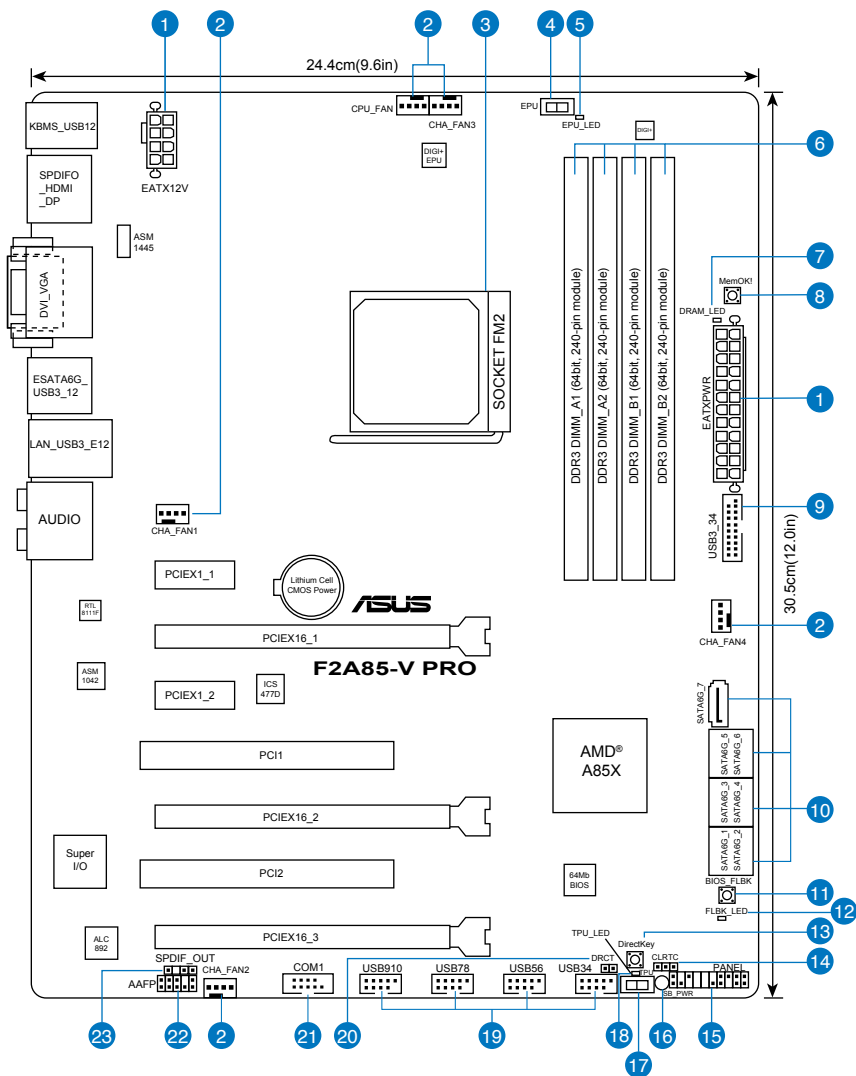 1
2
2
3
4
5
24.4cm(9.6in)
KBMS_USB12
EATX12V
CPU_FAN
CHA_FAN3
DIGI+
EPU
EPU
EPU_LED
DIGI+
6
SPDIFO
_HDMI
_DP
ASM
1445
DVI_VGA
SOCKET FM2
DDR3 DIMM_A1 (64bit, 240-pin module)
DDR3 DIMM_A2 (64bit, 240-pin module)
DDR3 DIMM_B1 (64bit, 240-pin module)
DDR3 DIMM_B2 (64bit, 240-pin module)
7
MemOK!
8
DRAM_LED
EATXPWR
1
ESATA6G_
USB3_12
LAN_USB3_E12
AUDIO
CHA_FAN1
2
USB3_34
9
30.5cm(12.0in)
PCIEX1_1
Lithium Cell
CMOS Power
ASUS
RTL
8111F
PCIEX16_1
CHA_FAN4
2
F2A85-V PRO
ASM
1042
PCIEX1_2
ICS
477D
SATA6G_7
PCI1
AMD®
A85X
SATA6G_5
SATA6G_6
SATA6G_3
SATA6G_4
10
SATA6G_1
SATA6G_2
PCIEX16_2
Super
I/O
PCI2
64Mb
BIOS
BIOS_FLBK
11
FLBK_LED
12
ALC
892
PCIEX16_3
TPU_LED
DirectKey
13
SPDIF_OUT
AAFP
CHA_FAN2
COM1
USB910
USB78
USB56
USB34
DRCT
TPU
CLRTC
14
PANEL
SB_PWR
23
22
2
21
20
19
18
17
16
15